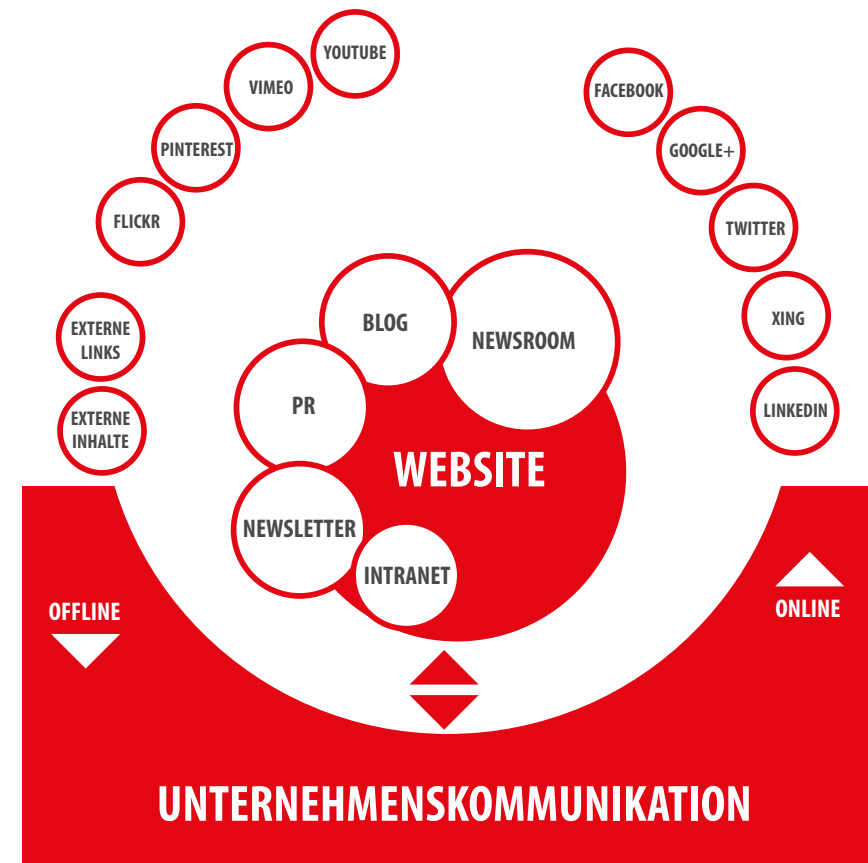 YOUTUBE
VIMEO
PINTEREST
FLICKR
EXTERNE
LINKS
EXTERNE
INHALTE
FACEBOOK
GOOGLE+
TWITTER
XING
LINKEDIN
BLOG
NEWSROOM
PR
WEBSITE
NEWSLETTER
INTRANET
OFFLINE
ONLINE
UNTERNEHMENSKOMMUNIKATION